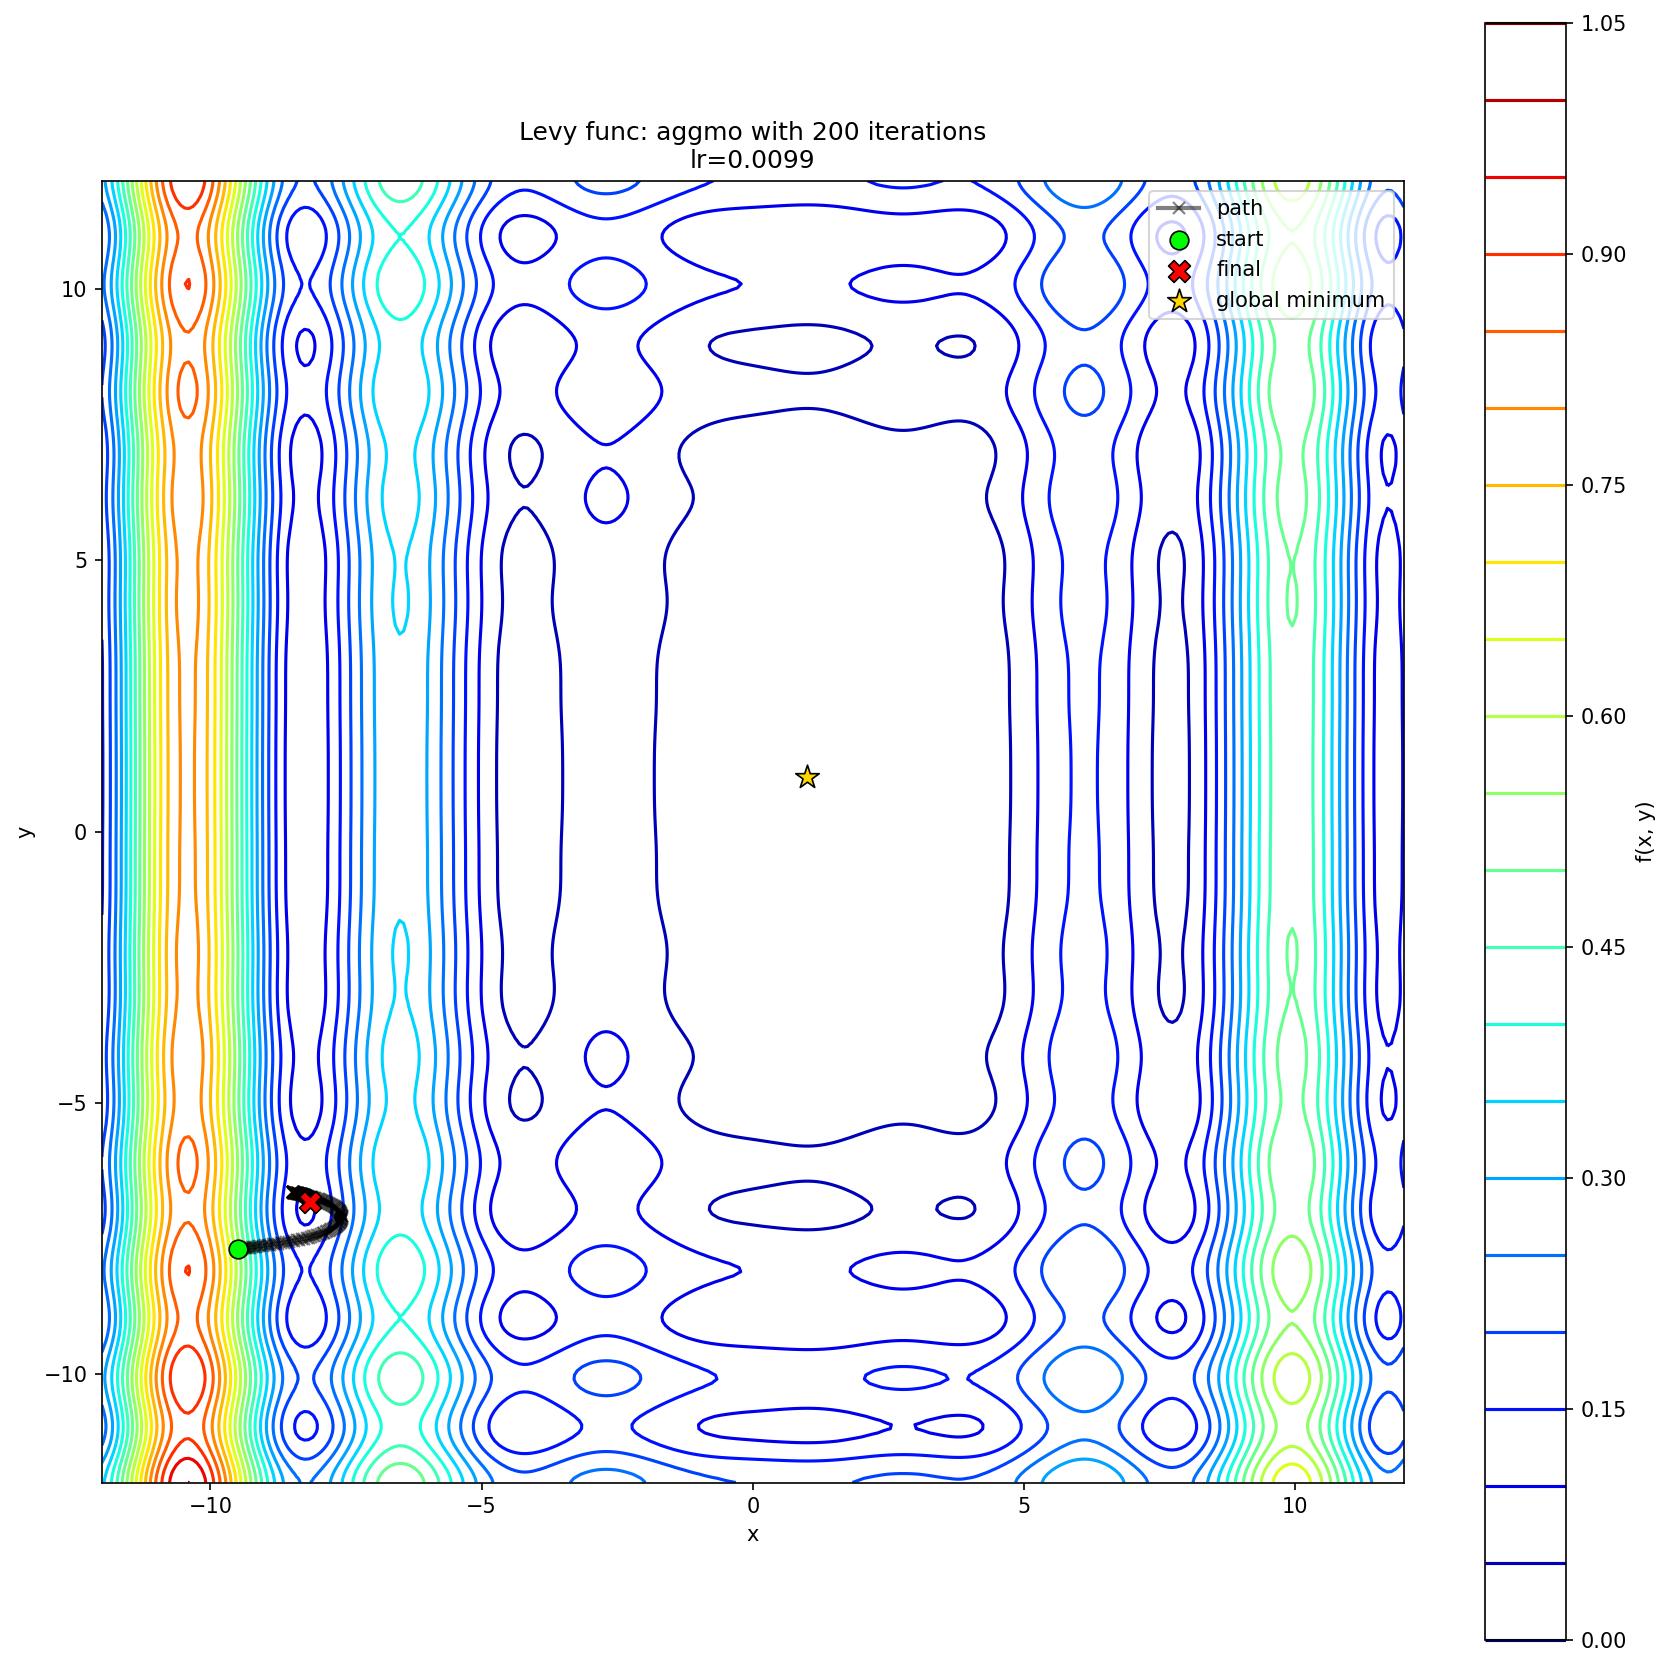 Levy func: aggmo with 200 iterations
lr=0.0099
path
start
final
global minimum
10
5
0
−5
−10
y
−10
−5
0
5
10
x
1.05
0.90
0.75
0.60
0.45
0.30
0.15
0.00
f(x, y)